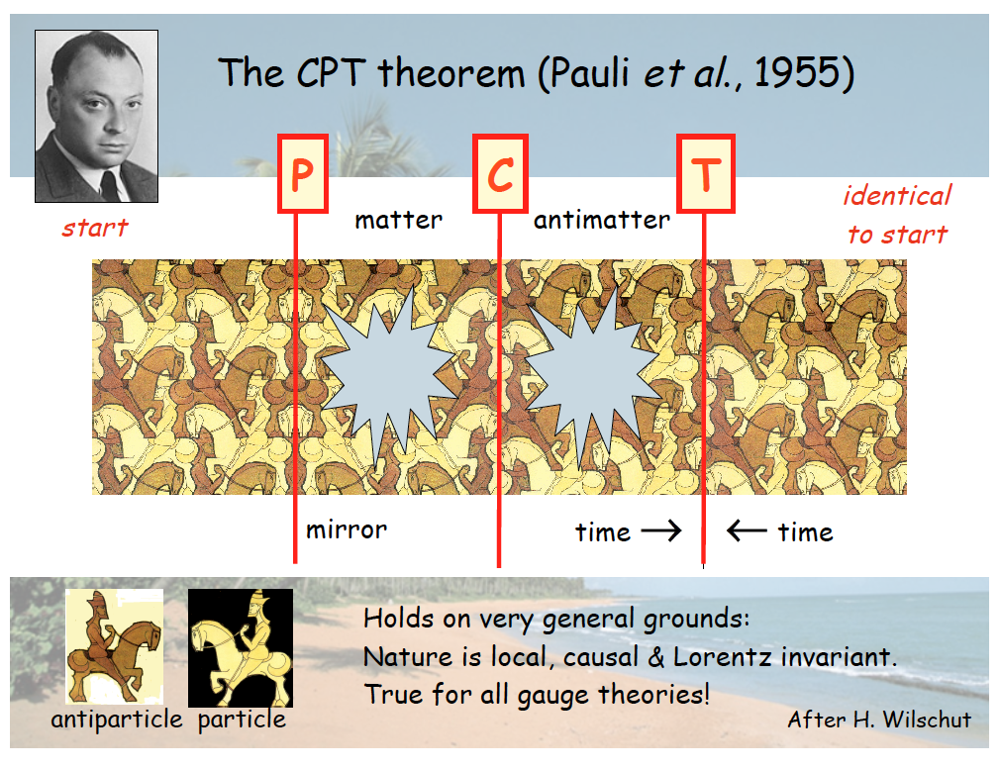 The CPT theorem (Pauli et al., 1955)
P
C
T
start
matter
antimatter
identical
to start
mirror
time →
← time
Holds on very general grounds:
Nature is local, causal & Lorentz invariant.
True for all gauge theories!
antiparticle
particle
After H. Wilschut